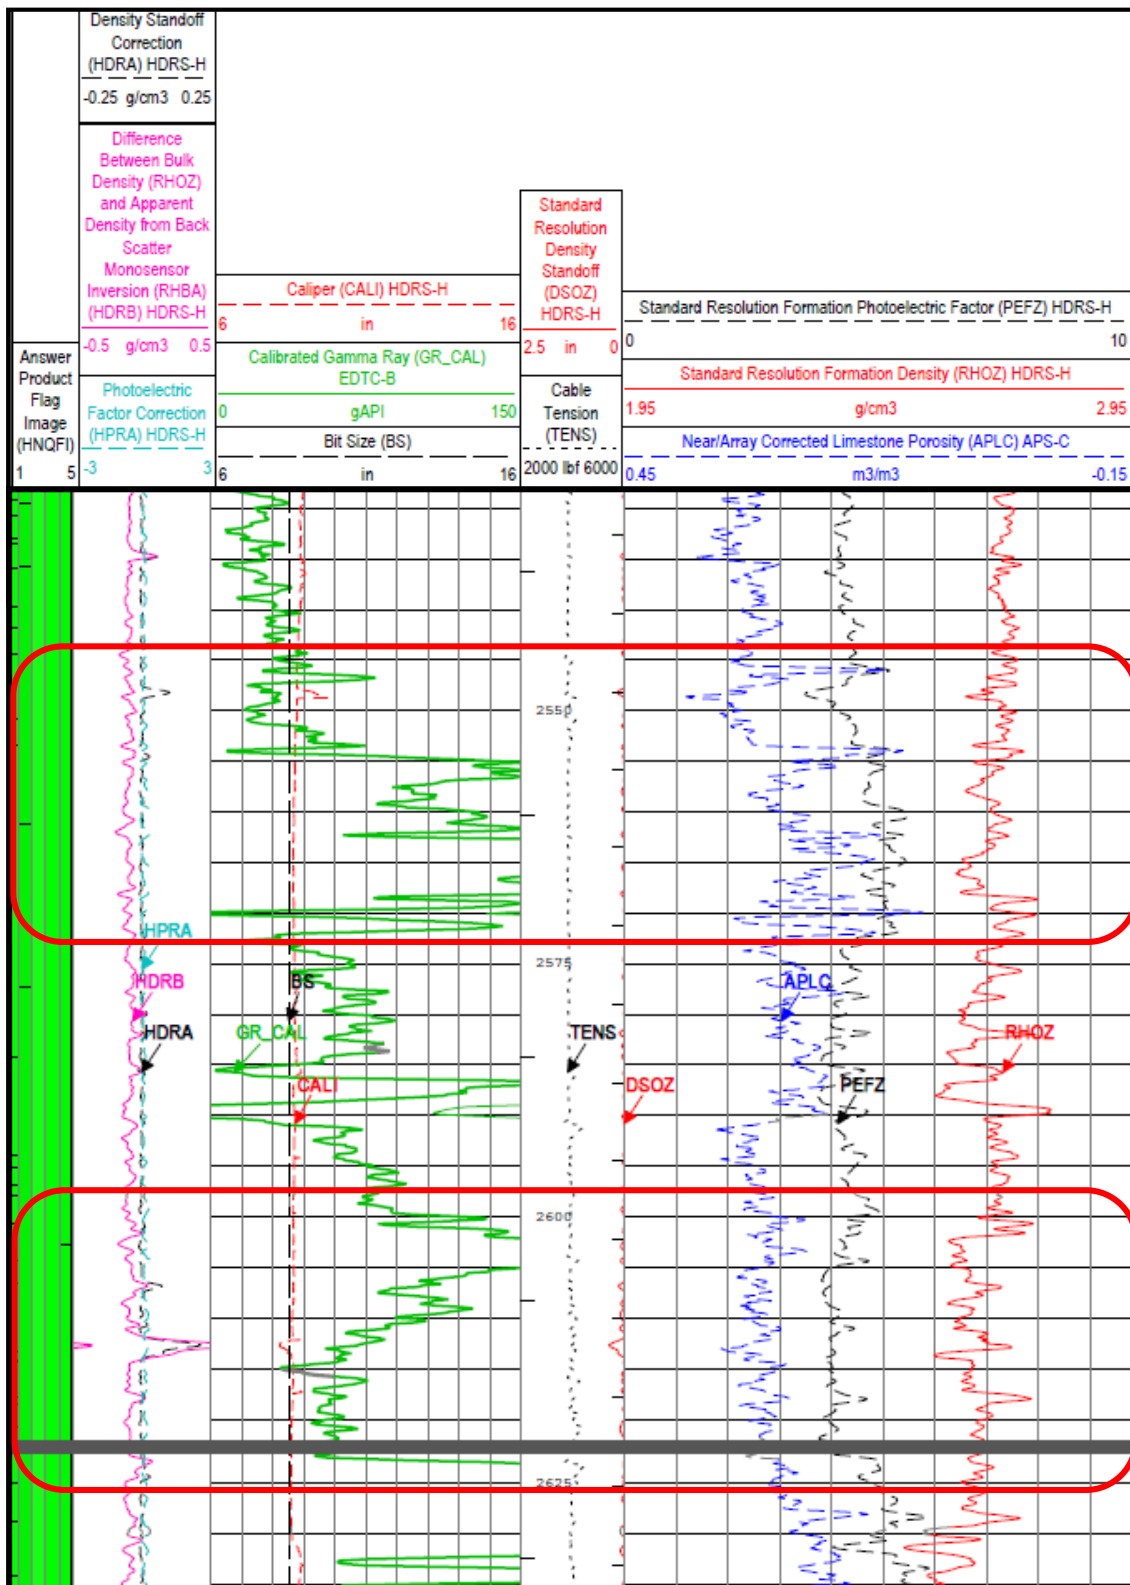 Density Standoff
Correction
(HDRA) HDRS-H
-0.25 g/cm3 0.25
Difference
Between Bulk
Density (RHOZ)
and Apparent
Density from Back
Scatter
Monosensor
Inversion (RHBA)
(HDRB) HDRS-H
-0.5 g/cm3 0.5
Photoelectric
Factor Correction
(HPRA) HDRS-H
-3 3
Answer
Product
Flag
Image
(HNQFI)
1 5
Caliper (CALI) HDRS-H
6 in 16
Calibrated Gamma Ray (GR_CAL)
EDTC-B
0 gAPI 150
Bit Size (BS)
6 in 16
Standard
Resolution
Density
Standoff
(DSOZ)
HDRS-H
2.5 in 0
Cable
Tension
(TENS)
2000 lbf 6000
Standard Resolution Formation Photoelectric Factor (PEFZ) HDRS-H
0 10
Standard Resolution Formation Density (RHOZ) HDRS-H
1.95 g/cm3 2.95
Near/Array Corrected Limestone Porosity (APLC) APS-C
0.45 m3/m3 -0.15
2550
HPRA
2575
HDRB BS APLC
HDRA GR_CAL TENS RHOZ
CALI DSOZ PEFZ
2600
2625